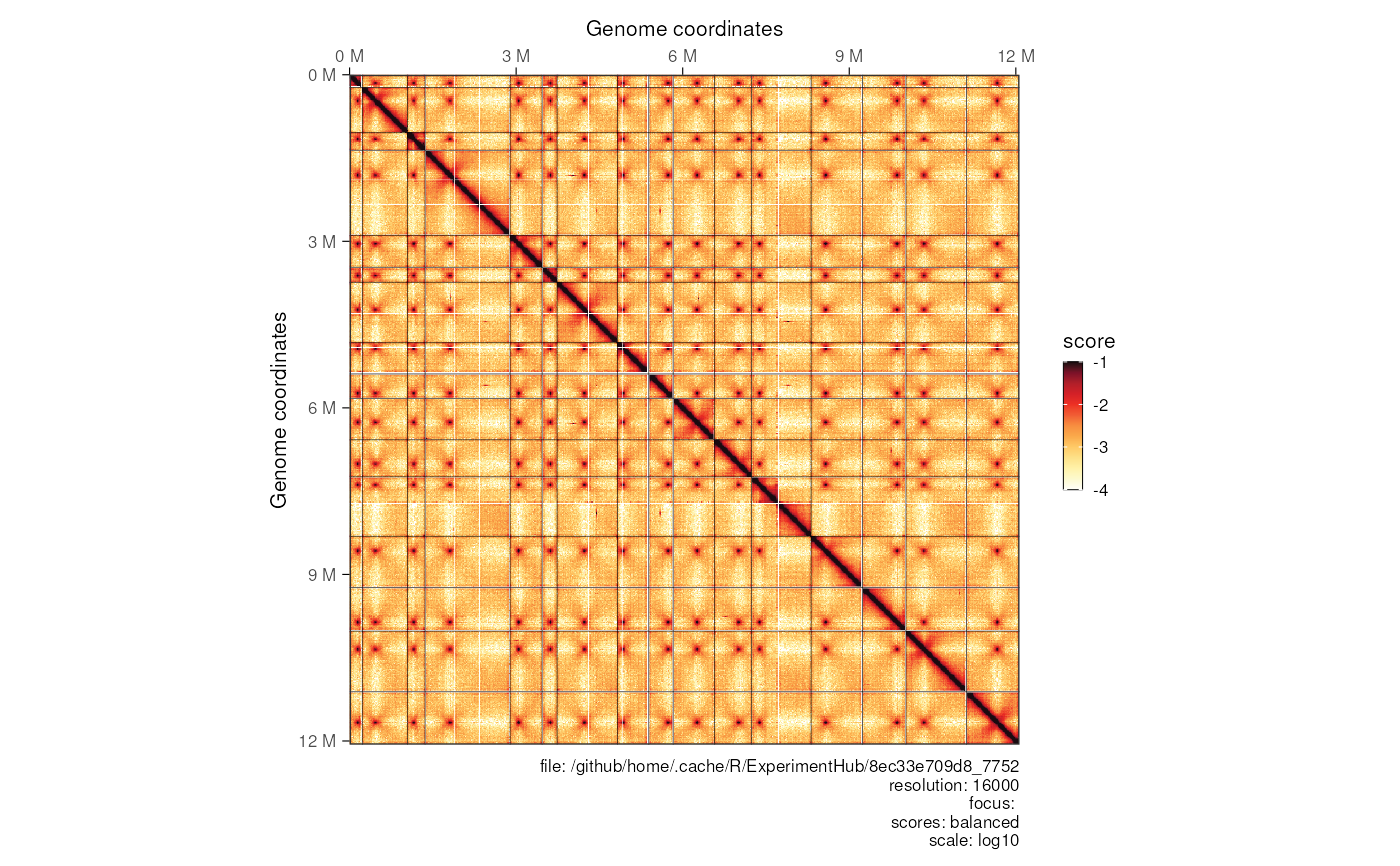 Genome coordinates
0 M 3 M 6 M 9 M 12 M
0 M
3 M
6 M
9 M
12 M
Genome coordinates
score
-1
-2
-3
-4
file: /github/home/.cache/R/ExperimentHub/8ec33e709d8_7752
resolution: 16000
focus:
scores: balanced
scale: log10